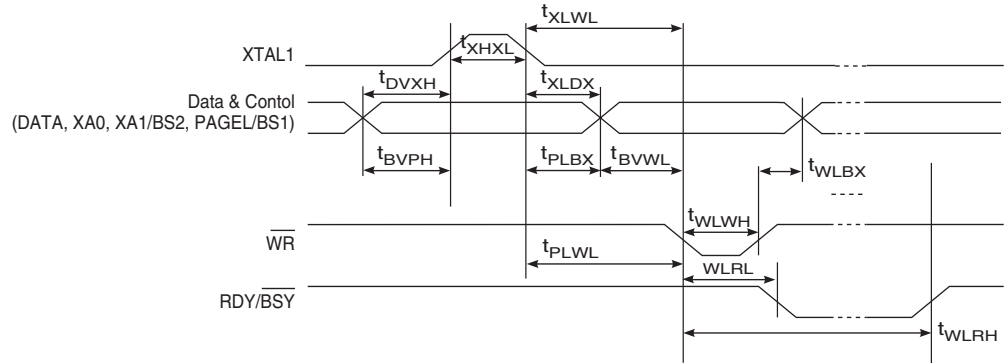 tXLWL
XTAL1
tXHXL
tDVXH
tXLDX
Data & Contol
(DATA, XA0, XA1/BS2, PAGEL/BS1)
tBVPH
tPLBX
tBVWL
tWLBX
tWLWH
WR
tPLWL
WLRL
RDY/BSY
tWLRH